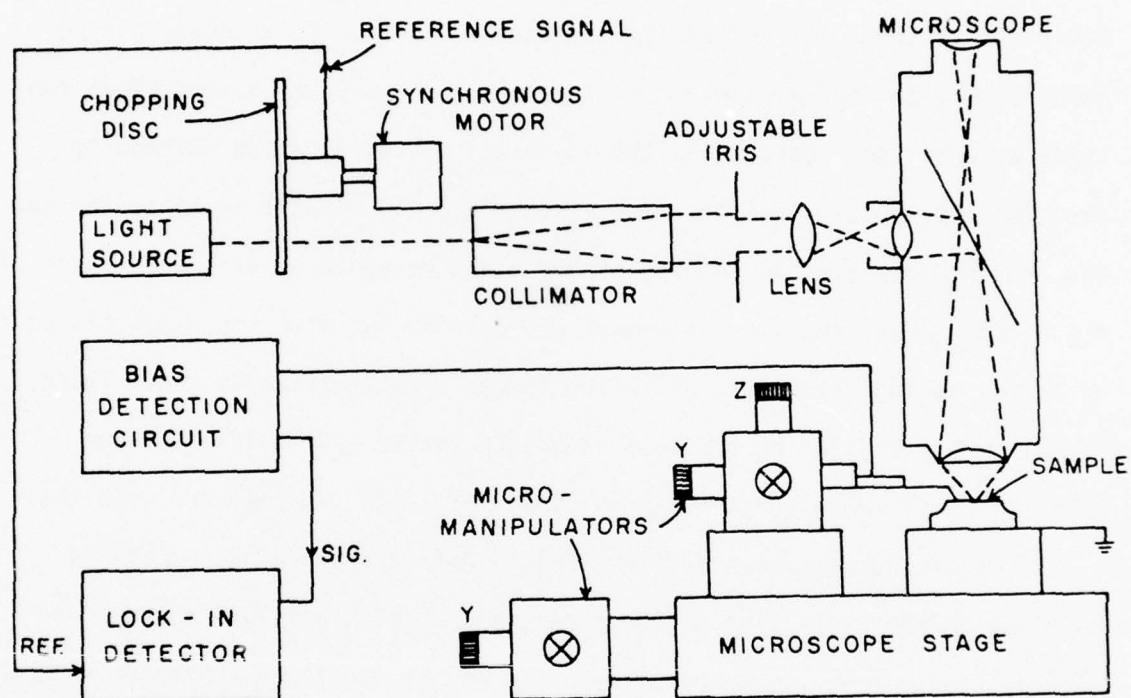 REFERENCE SIGNAL
MICROSCOPE
CHOPPING
DISC
SYNCHRONOUS
MOTOR
ADJUSTABLE
IRIS
LIGHT
SOURCE
COLLIMATOR
LENS
BIAS
DETECTION
CIRCUIT
Z
Y
SAMPLE
MICRO-
MANIPULATORS
SIG.
Y
LOCK-IN
DETECTOR
REF.
MICROSCOPE STAGE